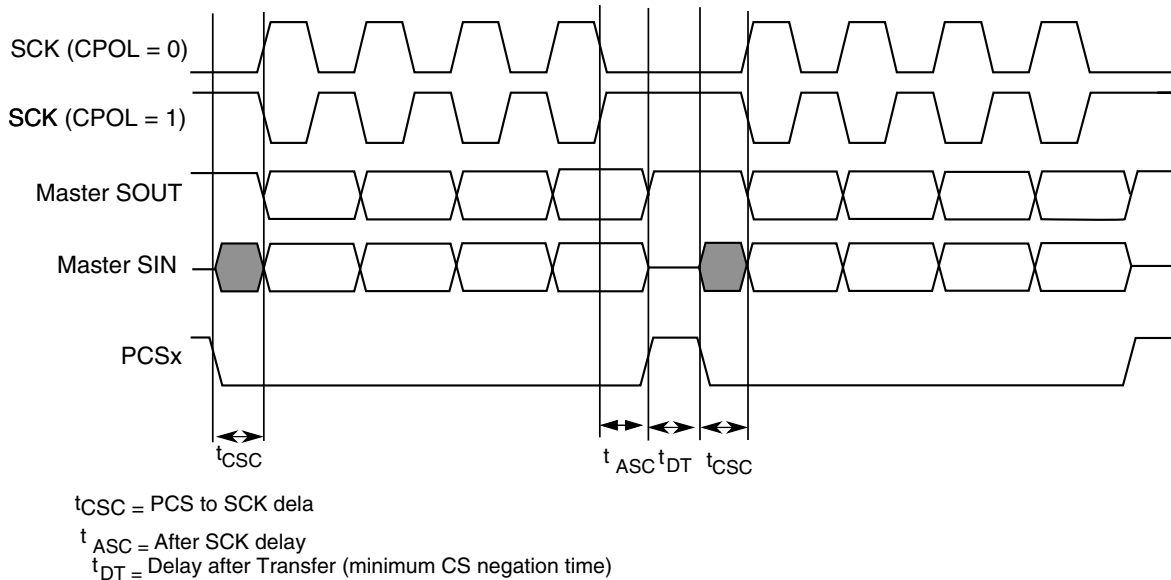 SCK (CPOL = 0)
SCK (CPOL = 1)
Master SOUT
Master SIN
PCSx
tCSC
t ASC
tDT
tCSC
tCSC = PCS to SCK dela
t ASC = After SCK delay
tDT = Delay after Transfer (minimum CS negation time)